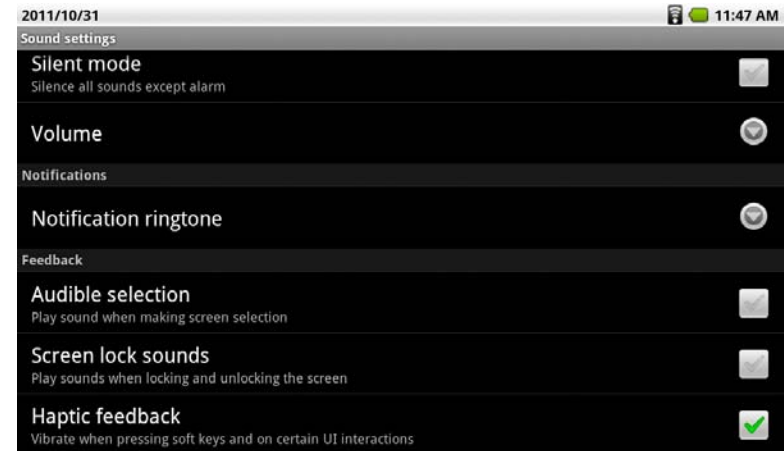 2011/10/31 11:47 AM
Sound settings
Silent mode
Silence all sounds except alarm
Volume
Notifications
Notification ringtone
Feedback
Audible selection
Play sound when making screen selection
Screen lock sounds
Play sounds when locking and unlocking the screen
Haptic feedback
Vibrate when pressing soft keys and on certain UI interactions